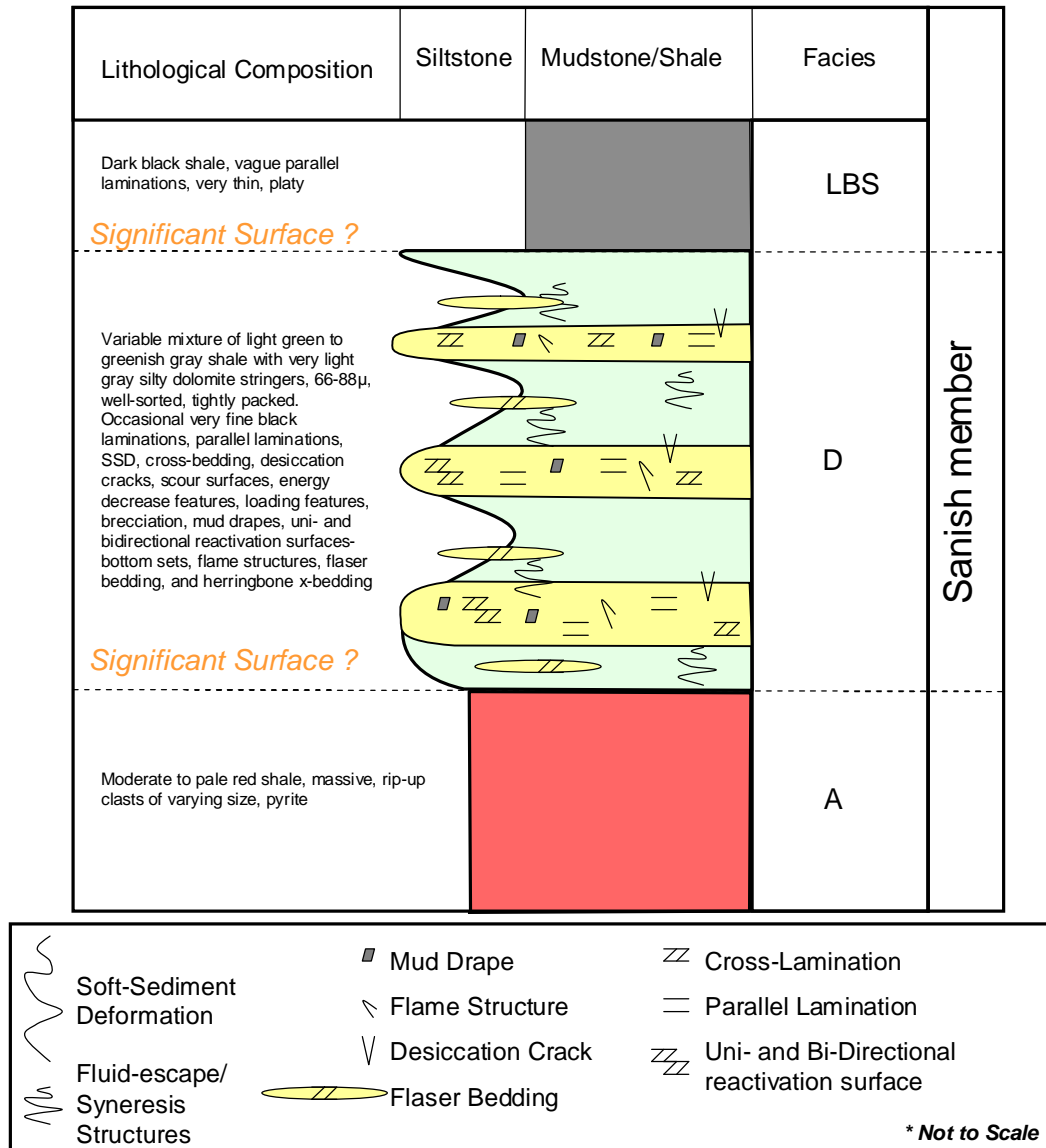 Lithological Composition
Siltstone
Mudstone/Shale
Facies
Dark black shale, vague parallel
laminations, very thin, platy
LBS
Significant Surface ?
Variable mixture of light green to
greenish gray shale with very light
gray silty dolomite stringers, 66-88µ,
well-sorted, tightly packed.
Occasional very fine black
laminations, parallel laminations,
SSD, cross-bedding, desiccation
cracks, scour surfaces, energy
decrease features, loading features,
brecciation, mud drapes, uni- and
bidirectional reactivation surfaces-
bottom sets, flame structures, flaser
bedding, and herringbone x-bedding
D
Sanish member
Significant Surface ?
Moderate to pale red shale, massive, rip-up
clasts of varying size, pyrite
A
Soft-Sediment
Deformation
Fluid-escape/
Syneresis
Structures
Mud Drape
Flame Structure
Desiccation Crack
Flaser Bedding
Cross-Lamination
Parallel Lamination
Uni- and Bi-Directional
reactivation surface
* Not to Scale